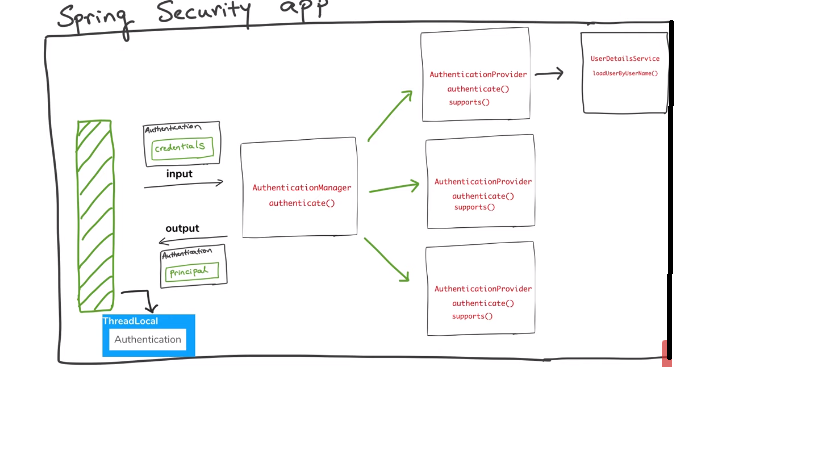 Spring Security app
Authentication
credentials
input
output
Authentication
principal
ThreadLocal
Authentication
AuthenticationManager
authenticate()
AuthenticationProvider
authenticate()
supports()
AuthenticationProvider
authenticate()
supports()
AuthenticationProvider
authenticate()
supports()
UserDetailsService
loadUserByUserName()